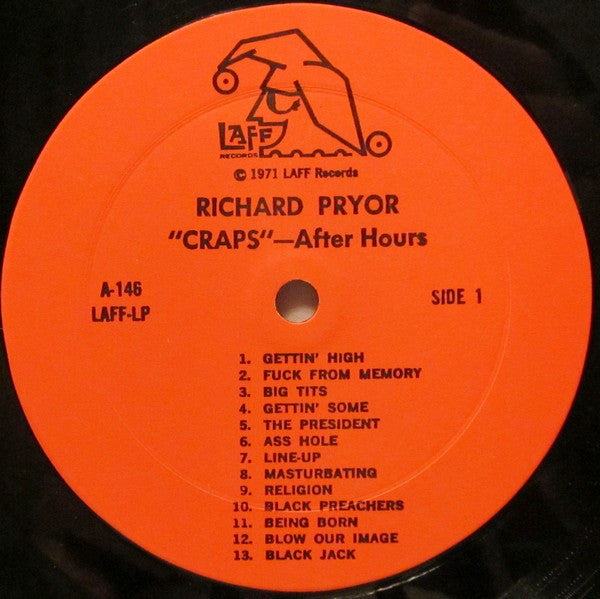 LAFF
RECORDS
© 1971 LAFF Records
RICHARD PRYOR
"CRAPS"—After Hours
A-146
LAFF-LP
SIDE 1
1. GETTIN' HIGH
2. FUCK FROM MEMORY
3. BIG TITS
4. GETTIN' SOME
5. THE PRESIDENT
6. ASS HOLE
7. LINE-UP
8. MASTURBATING
9. RELIGION
10. BLACK PREACHERS
11. BEING BORN
12. BLOW OUR IMAGE
13. BLACK JACK